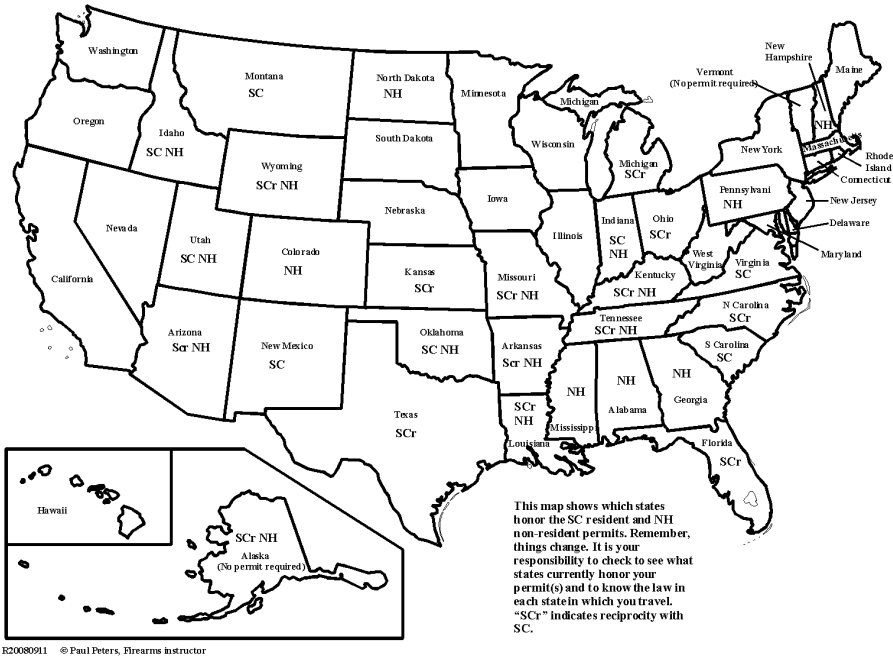 Washington
Montana
SC
North Dakota
NH
Minnesota
Michigan
New
Hampshire
Vermont
(No permit required)
Maine
NH
Oregon
Idaho
SC NH
South Dakota
Wisconsin
Michigan
SCr
New York
Massachusetts
Rhode
Island
Connecticut
Wyoming
SCr NH
Iowa
Pennsylvani
NH
New Jersey
Nebraska
Nevada
Utah
SC NH
Colorado
NH
Illinois
Indiana
SC
NH
Ohio
SCr
Delaware
Maryland
West
Virginia
Virginia
SC
California
Kansas
SCr
Missouri
SCr NH
Kentucky
SCr NH
N Carolina
SCr
Tennessee
SCr NH
Arizona
Scr NH
New Mexico
SC
Oklahoma
SC NH
Arkansas
Scr NH
S Carolina
SC
NH
Mississippi
NH
Alabama
NH
Georgia
Texas
SCr
SCr
NH
Louisiana
Florida
SCr
Hawaii
SCr NH
Alaska
(No permit required)
This map shows which states
honor the SC resident and NH
non-resident permits. Remember,
things change. It is your
responsibility to check to see what
states currently honor your
permit(s) and to know the law in
each state in which you travel.
“SCr” indicates reciprocity with
SC.
R20080911 © Paul Peters, Firearms instructor